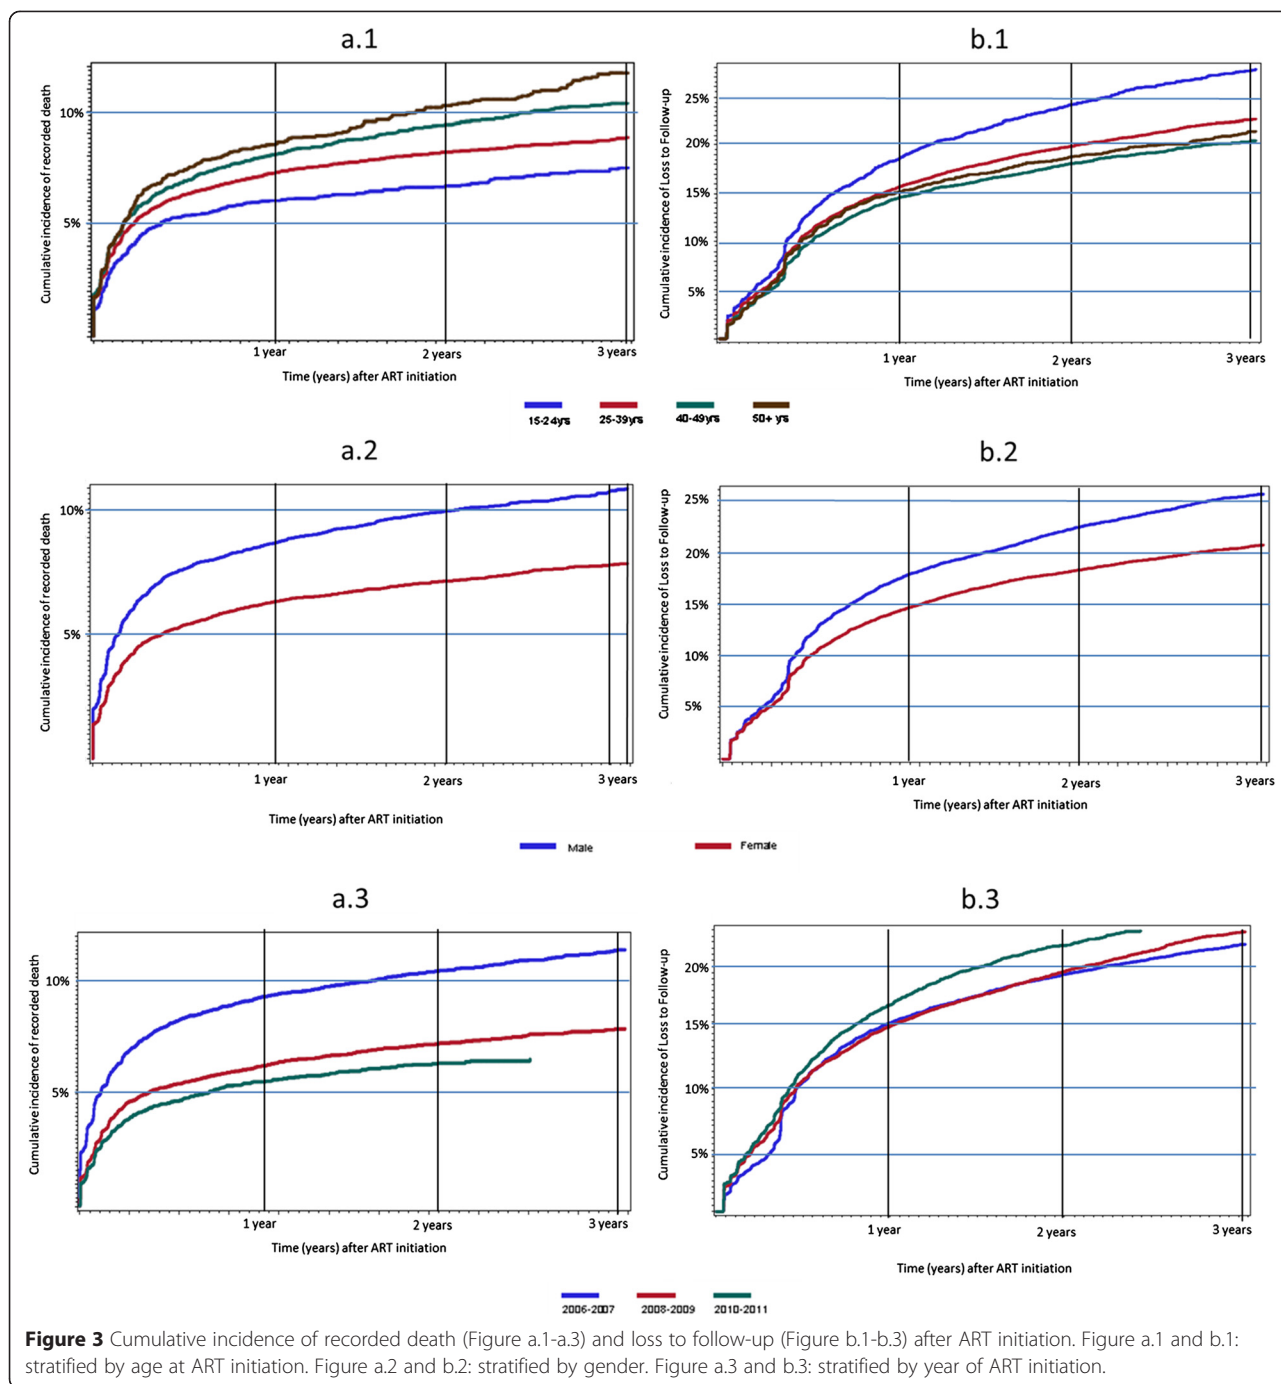 a.1
b.1
Cumulative incidence of recorded death
10%
5%
1 year
2 years
3 years
Time (years) after ART initiation
Cumulative incidence of Loss to Follow-up
25%
20%
15%
10%
5%
1 year
2 years
3 years
Time (years) after ART initiation
15-24yrs
25-39yrs
40-49yrs
50+ yrs
a.2
b.2
Cumulative incidence of recorded death
10%
5%
1 year
2 years
3 years
Time (years) after ART initiation
Cumulative incidence of Loss to Follow-up
25%
20%
15%
10%
5%
1 year
2 years
3 years
Time (years) after ART initiation
Male
Female
a.3
b.3
Cumulative incidence of recorded death
10%
5%
1 year
2 years
3 years
Time (years) after ART initiation
Cumulative incidence of Loss to Follow-up
20%
15%
10%
5%
1 year
2 years
3 years
Time (years) after ART initiation
2006-2007
2008-2009
2010-2011
Figure 3 Cumulative incidence of recorded death (Figure a.1-a.3) and loss to follow-up (Figure b.1-b.3) after ART initiation. Figure a.1 and b.1:
stratified by age at ART initiation. Figure a.2 and b.2: stratified by gender. Figure a.3 and b.3: stratified by year of ART initiation.